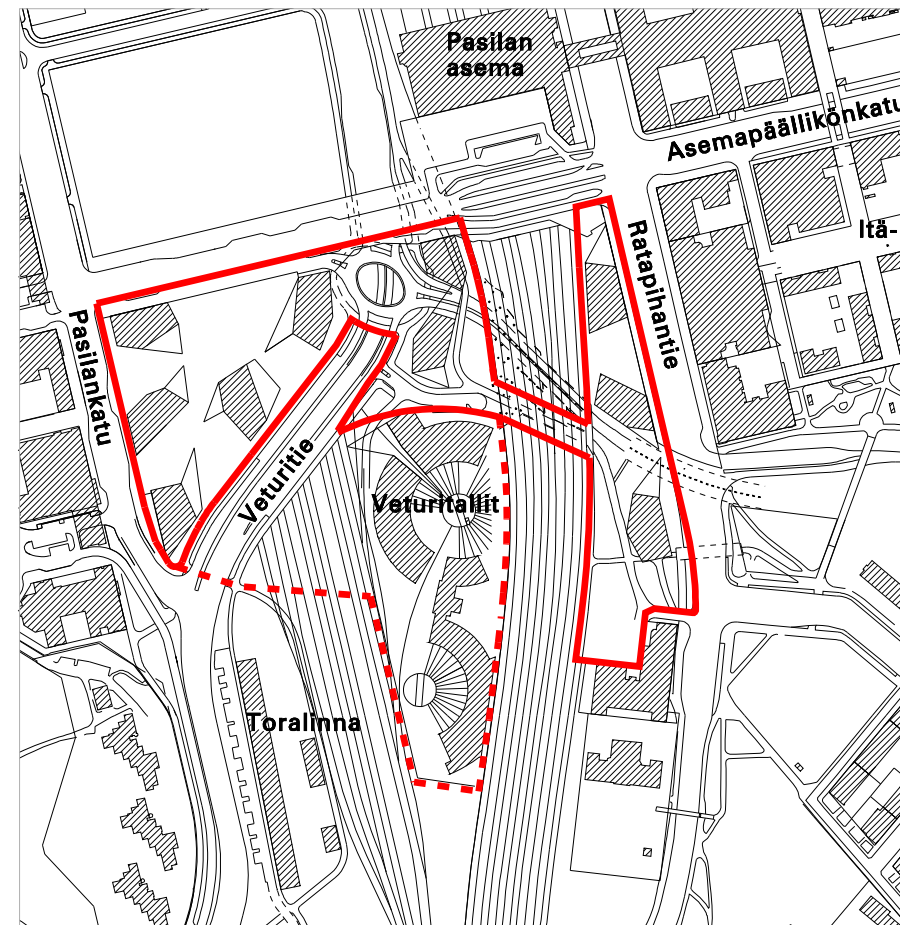 Pasilan
asema
Asemapäällikönkatu
Itä-
Ratapihantie
Pasilankatu
Veturitie
Veturitallit
Toralinna